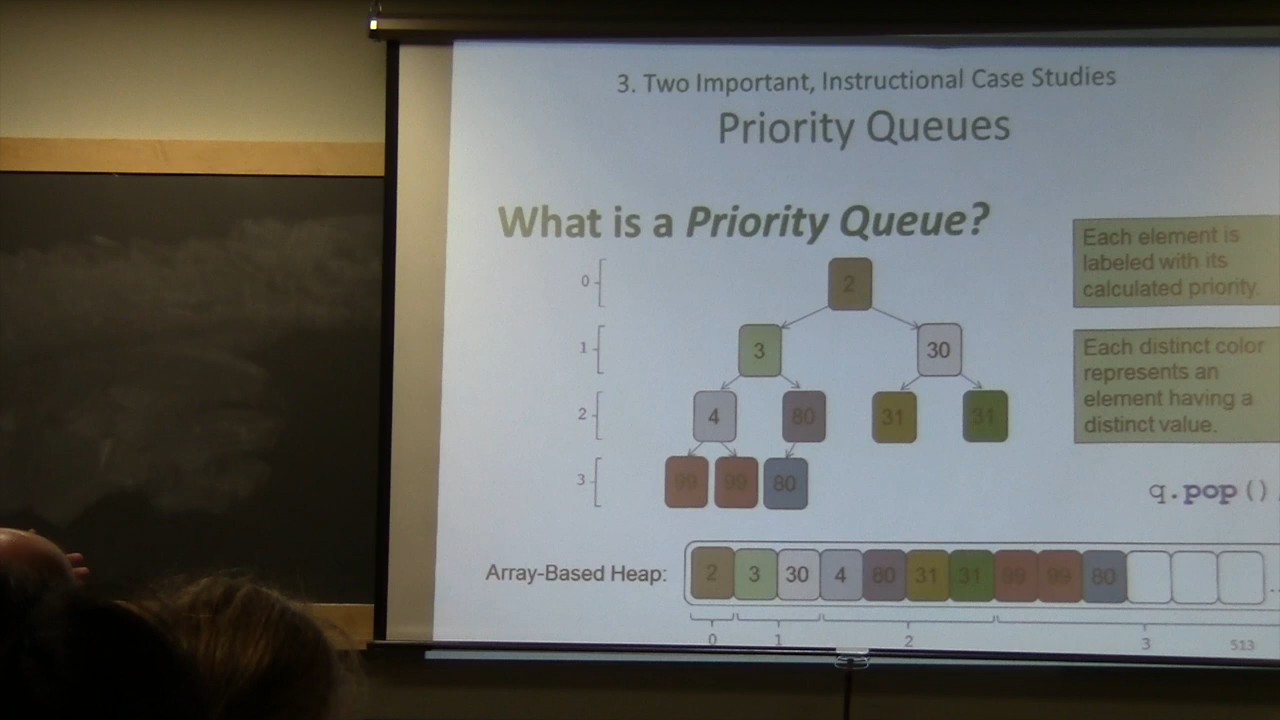 3. Two Important, Instructional Case Studies
Priority Queues
What is a Priority Queue?
Each element is
labeled with its
calculated priority.
Each distinct color
represents an
element having a
distinct value.
0
2
1
3 30
2
4 80 31 31
3
99 99 80
q.pop()
Array-Based Heap: 2 3 30 4 80 31 31 99 99 80 ..
0 1 2 3
513